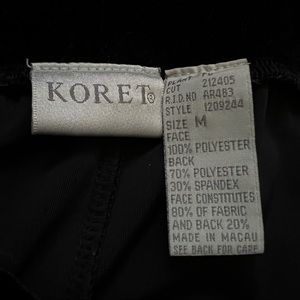 KORET®
PLANT
CUT 212405
R.I.D.NO AR483
STYLE 1209244
SIZE M
FACE
100% POLYESTER
BACK
70% POLYESTER
30% SPANDEX
FACE CONSTITUTES
80% OF FABRIC
AND BACK 20%
MADE IN MACAU
SEE BACK FOR CARE